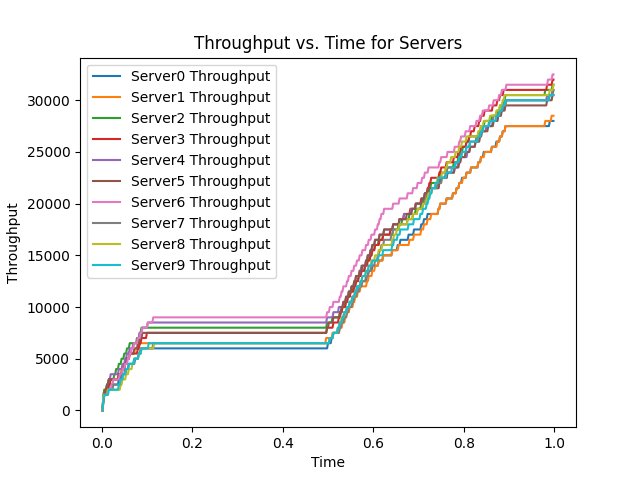 Throughput vs. Time for Servers
Server0 Throughput
Server1 Throughput
Server2 Throughput
Server3 Throughput
Server4 Throughput
Server5 Throughput
Server6 Throughput
Server7 Throughput
Server8 Throughput
Server9 Throughput
Throughput
30000
25000
20000
15000
10000
5000
0
0.0 0.2 0.4 0.6 0.8 1.0
Time